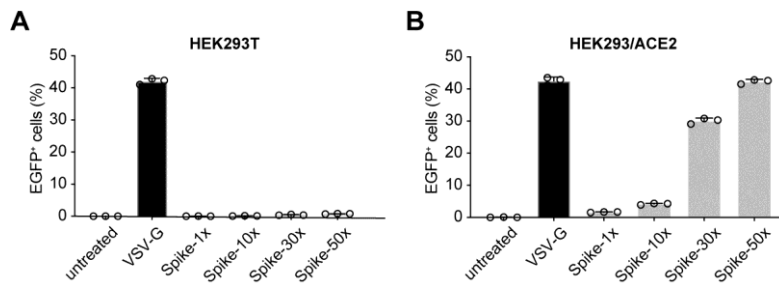 A
HEK293T
EGFP+ cells (%)
50
40
30
20
10
0
untreated
VSV-G
Spike-1x
Spike-10x
Spike-30x
Spike-50x
B
HEK293/ACE2
EGFP+ cells (%)
50
40
30
20
10
0
untreated
VSV-G
Spike-1x
Spike-10x
Spike-30x
Spike-50x